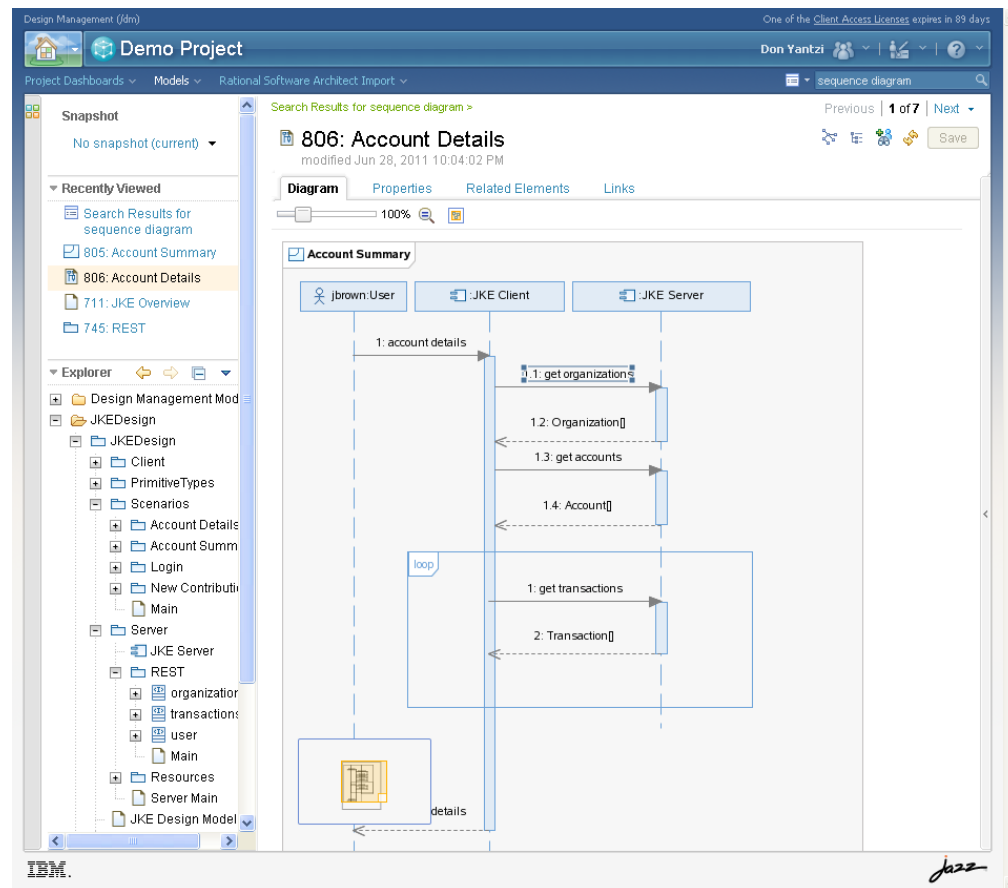 Design Management (/jdm)
One of the Client Access Licenses expires in 89 days
Demo Project
Don Yantzi
Project Dashboards
Models
Rational Software Architect Import
sequence diagram
Snapshot
No snapshot (current)
Recently Viewed
Search Results for
sequence diagram
805: Account Summary
806: Account Details
711: JKE Overview
745: REST
Explorer
Design Management Mod
JKEDesign
JKEDesign
Client
PrimitiveTypes
Scenarios
Account Details
Account Summ
Login
New Contributi
Main
Server
JKE Server
REST
organization
transactions
user
Main
Resources
Server Main
JKE Design Model
Search Results for sequence diagram >
Previous | 1 of 7 | Next
806: Account Details
modified Jun 28, 2011 10:04:02 PM
Save
Diagram
Properties
Related Elements
Links
100%
Account Summary
jbrown:User
:JKE Client
:JKE Server
1: account details
.1: get organizations
1.2: Organization[]
1.3: get accounts
1.4: Account[]
loop
1: get transactions
2: Transaction[]
details
IBM.
jazz